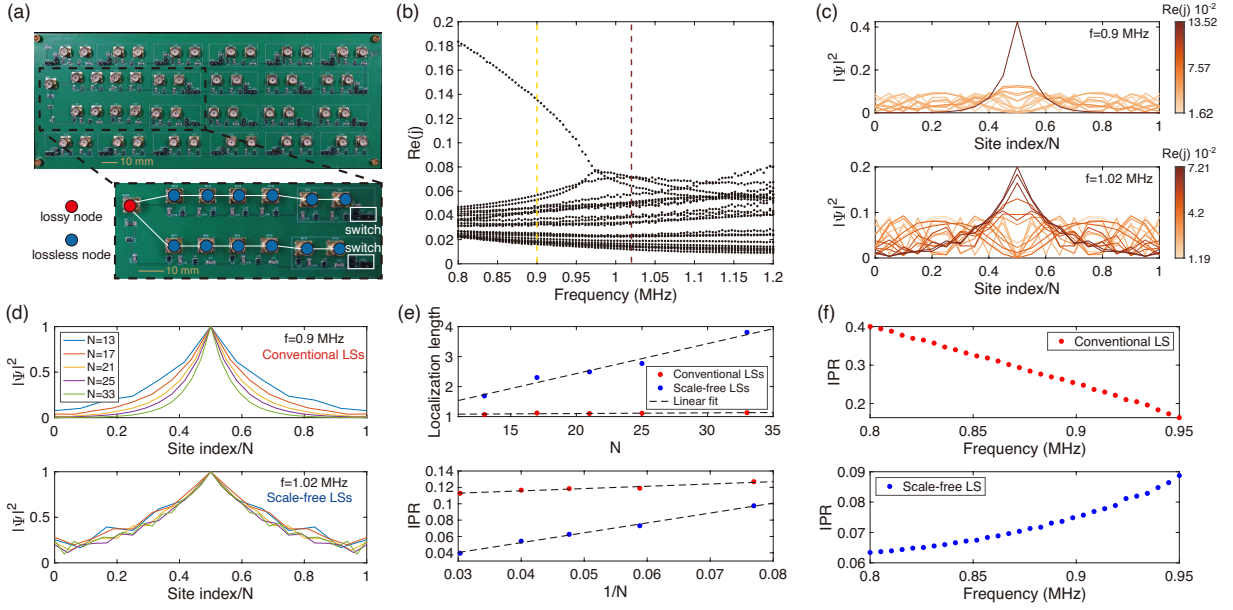 (a)
10 mm
lossy node
lossless node
switch
switch
10 mm
(b)
Re(j)
0.2
0.18
0.16
0.14
0.12
0.1
0.08
0.06
0.04
0.02
0
0.8 0.85 0.9 0.95 1 1.05 1.1 1.15 1.2
Frequency (MHz)
(c)
f=0.9 MHz
|Ψ|²
0.4
0.2
0
0 0.2 0.4 0.6 0.8 1
Site index/N
Re(j) 10⁻²
13.52
7.57
1.62
f=1.02 MHz
|Ψ|²
0.2
0.1
0
0 0.2 0.4 0.6 0.8 1
Site index/N
Re(j) 10⁻²
7.21
4.2
1.19
(d)
|Ψ|²
1
0.5
0
N=13
N=17
N=21
N=25
N=33
f=0.9 MHz
Conventional LSs
0 0.2 0.4 0.6 0.8 1
Site index/N
|Ψ|²
1
0.5
0
f=1.02 MHz
Scale-free LSs
0 0.2 0.4 0.6 0.8 1
Site index/N
(e)
Localization length
4
3
2
1
Conventional LSs
Scale-free LSs
Linear fit
15 20 25 30 35
N
IPR
0.14
0.12
0.10
0.08
0.06
0.04
0.03 0.04 0.05 0.06 0.07 0.08
1/N
(f)
IPR
0.4
0.3
0.2
Conventional LS
0.8 0.85 0.9 0.95
Frequency (MHz)
IPR
0.09
0.08
0.07
0.06
Scale-free LS
0.8 0.85 0.9 0.95
Frequency (MHz)